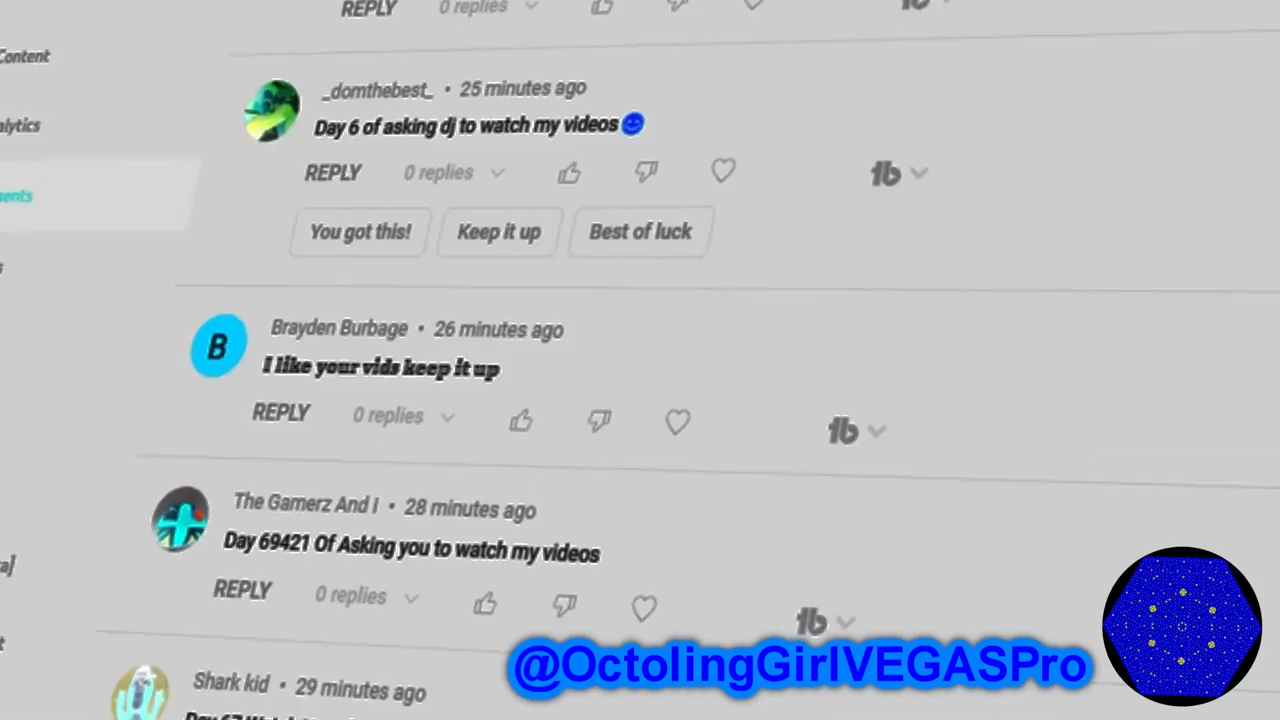 REPLY 0 replies
Content
_domthebest_ • 25 minutes ago
alytics
Day 6 of asking dj to watch my videos
REPLY 0 replies
ents
You got this! Keep it up Best of luck
Brayden Burbage • 26 minutes ago
B
I like your vids keep it up
REPLY 0 replies
The Gamerz And I • 28 minutes ago
Day 69421 Of Asking you to watch my videos
REPLY 0 replies
@OctolingGirlVEGASPro
Shark kid • 29 minutes ago